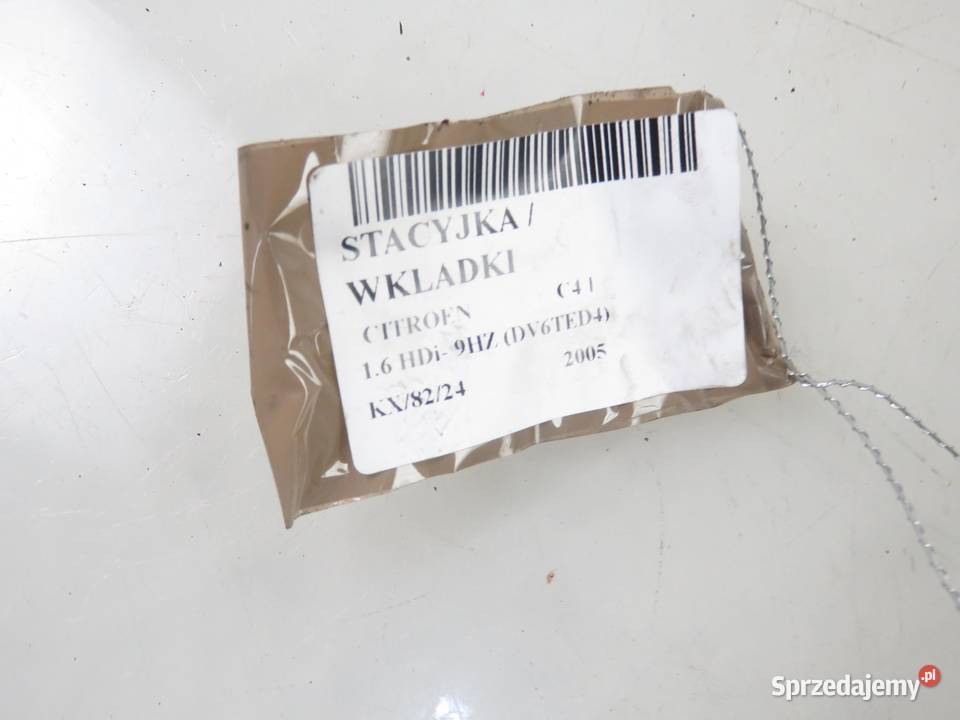 STACYJKA /
WKLADKI
CITROEN C4 I
1.6 HDi- 9HZ (DV6TED4)
2005
KX/82/24
Sprzedajemy.pl